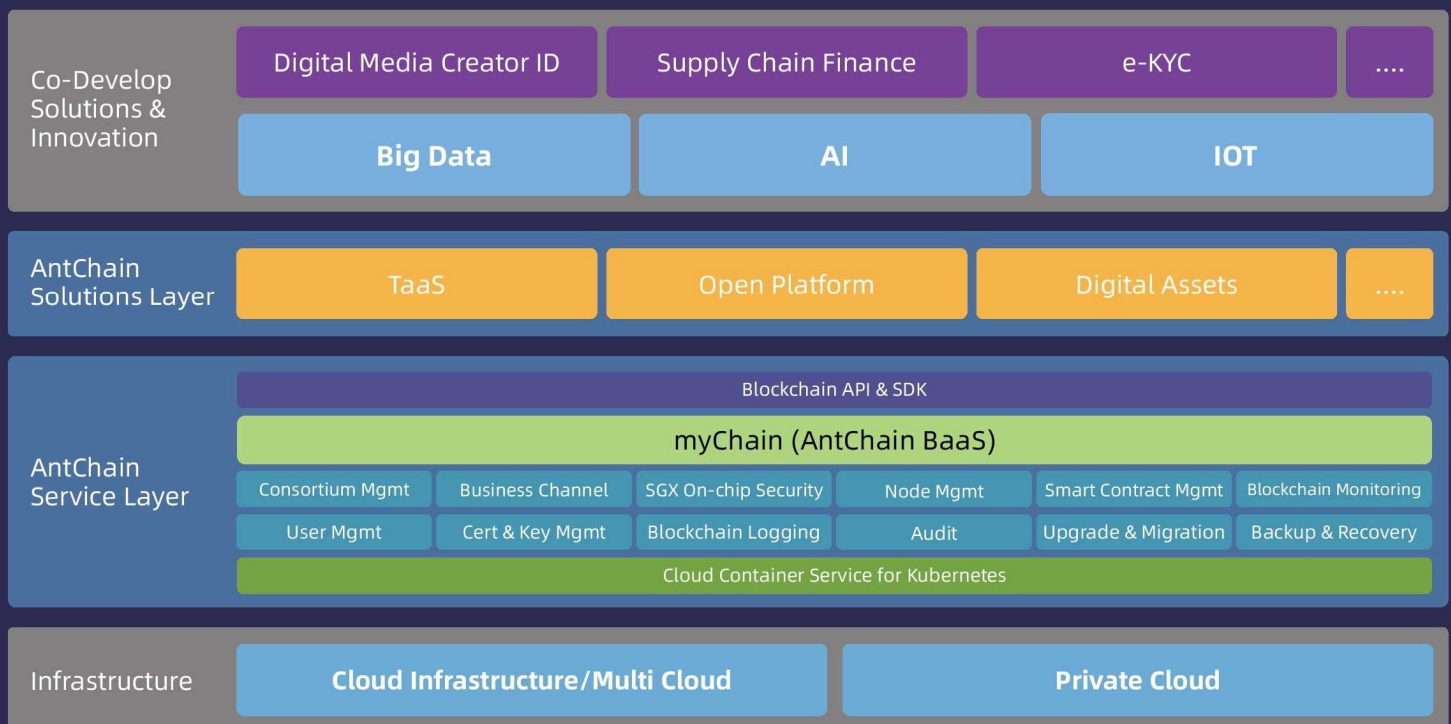 Co-Develop
Solutions &
Innovation
Digital Media Creator ID
Supply Chain Finance
e-KYC
....
Big Data
AI
IOT
AntChain
Solutions Layer
TaaS
Open Platform
Digital Assets
....
AntChain
Service Layer
Blockchain API & SDK
myChain (AntChain BaaS)
Consortium Mgmt
Business Channel
SGX On-chip Security
Node Mgmt
Smart Contract Mgmt
Blockchain Monitoring
User Mgmt
Cert & Key Mgmt
Blockchain Logging
Audit
Upgrade & Migration
Backup & Recovery
Cloud Container Service for Kubernetes
Infrastructure
Cloud Infrastructure/Multi Cloud
Private Cloud